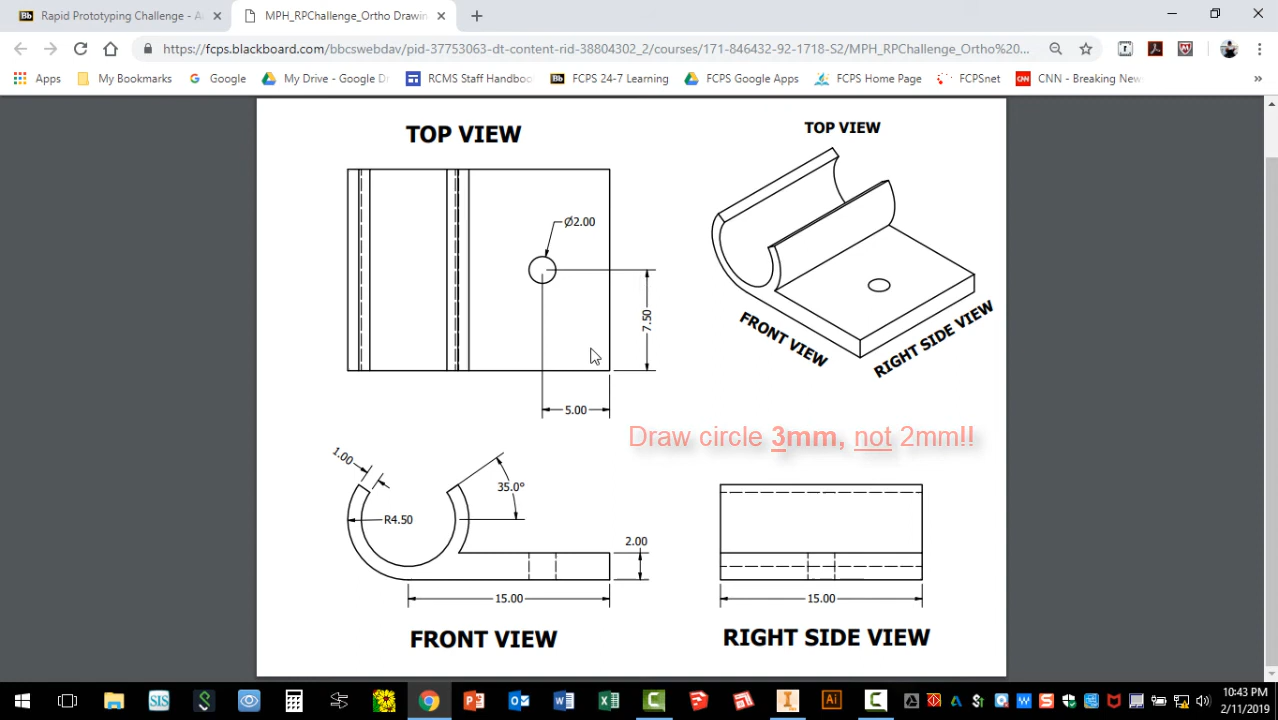 Rapid Prototyping Challenge - A
MPH_RPChallenge_Ortho Drawin
https://fcps.blackboard.com/bbcswebdav/pid-37753063-dt-content-rid-38804302_2/courses/171-846432-92-1718-S2/MPH_RPChallenge_Ortho%20...
Apps
My Bookmarks
Google
My Drive - Google D
RCMS Staff Handboo
FCPS 24-7 Learning
FCPS Google Apps
FCPS Home Page
FCPSnet
CNN - Breaking New
»
TOP VIEW
TOP VIEW
Ø2.00
7.50
5.00
FRONT VIEW
RIGHT SIDE VIEW
Draw circle 3mm, not 2mm!!
1.00
35.0°
R4.50
2.00
15.00
15.00
FRONT VIEW
RIGHT SIDE VIEW
10:43 PM
2/11/2019